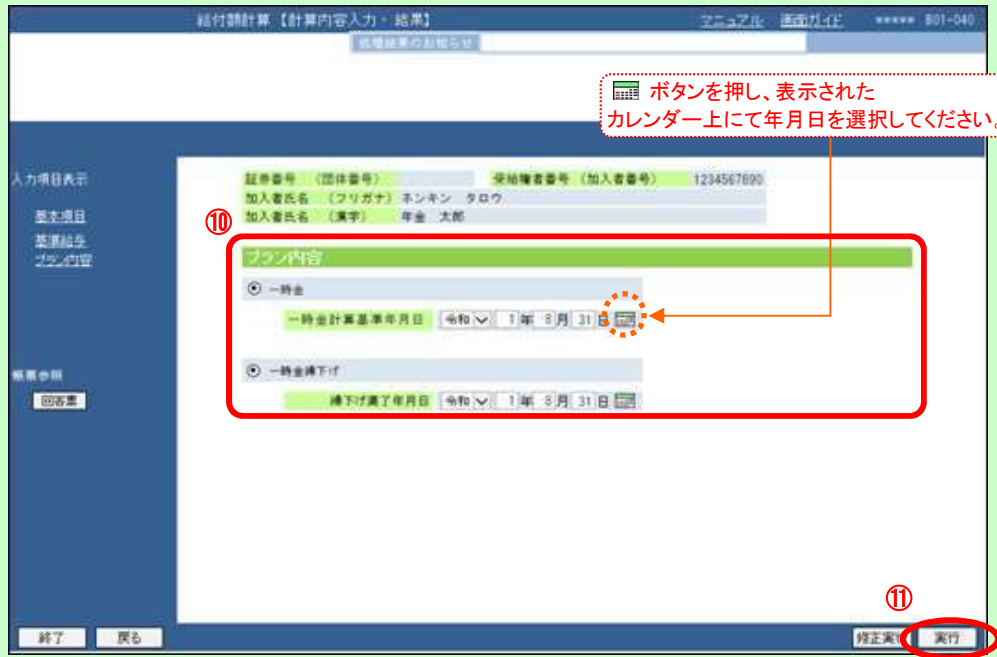 給付額計算【計算内容入力・結果】 マニュアル 画面ガイド ***** B01-040
処理結果のお知らせ
ボタンを押し、表示された
カレンダー上にて年月日を選択してください。
入力項目表示
基本項目
基準給与
プラン内容
帳票参照
回答票
証券番号 (団体番号) 受給権者番号 (加入者番号) 1234567890
加入者氏名 (フリガナ) ネンキン タロウ
加入者氏名 (漢字) 年金 太郎
⑩
プラン内容
一時金
一時金計算基準年月日 令和 1 年 8 月 31 日
一時金繰下げ
繰下げ満了年月日 令和 1 年 8 月 31 日
⑪
終了 戻る 修正実行 実行